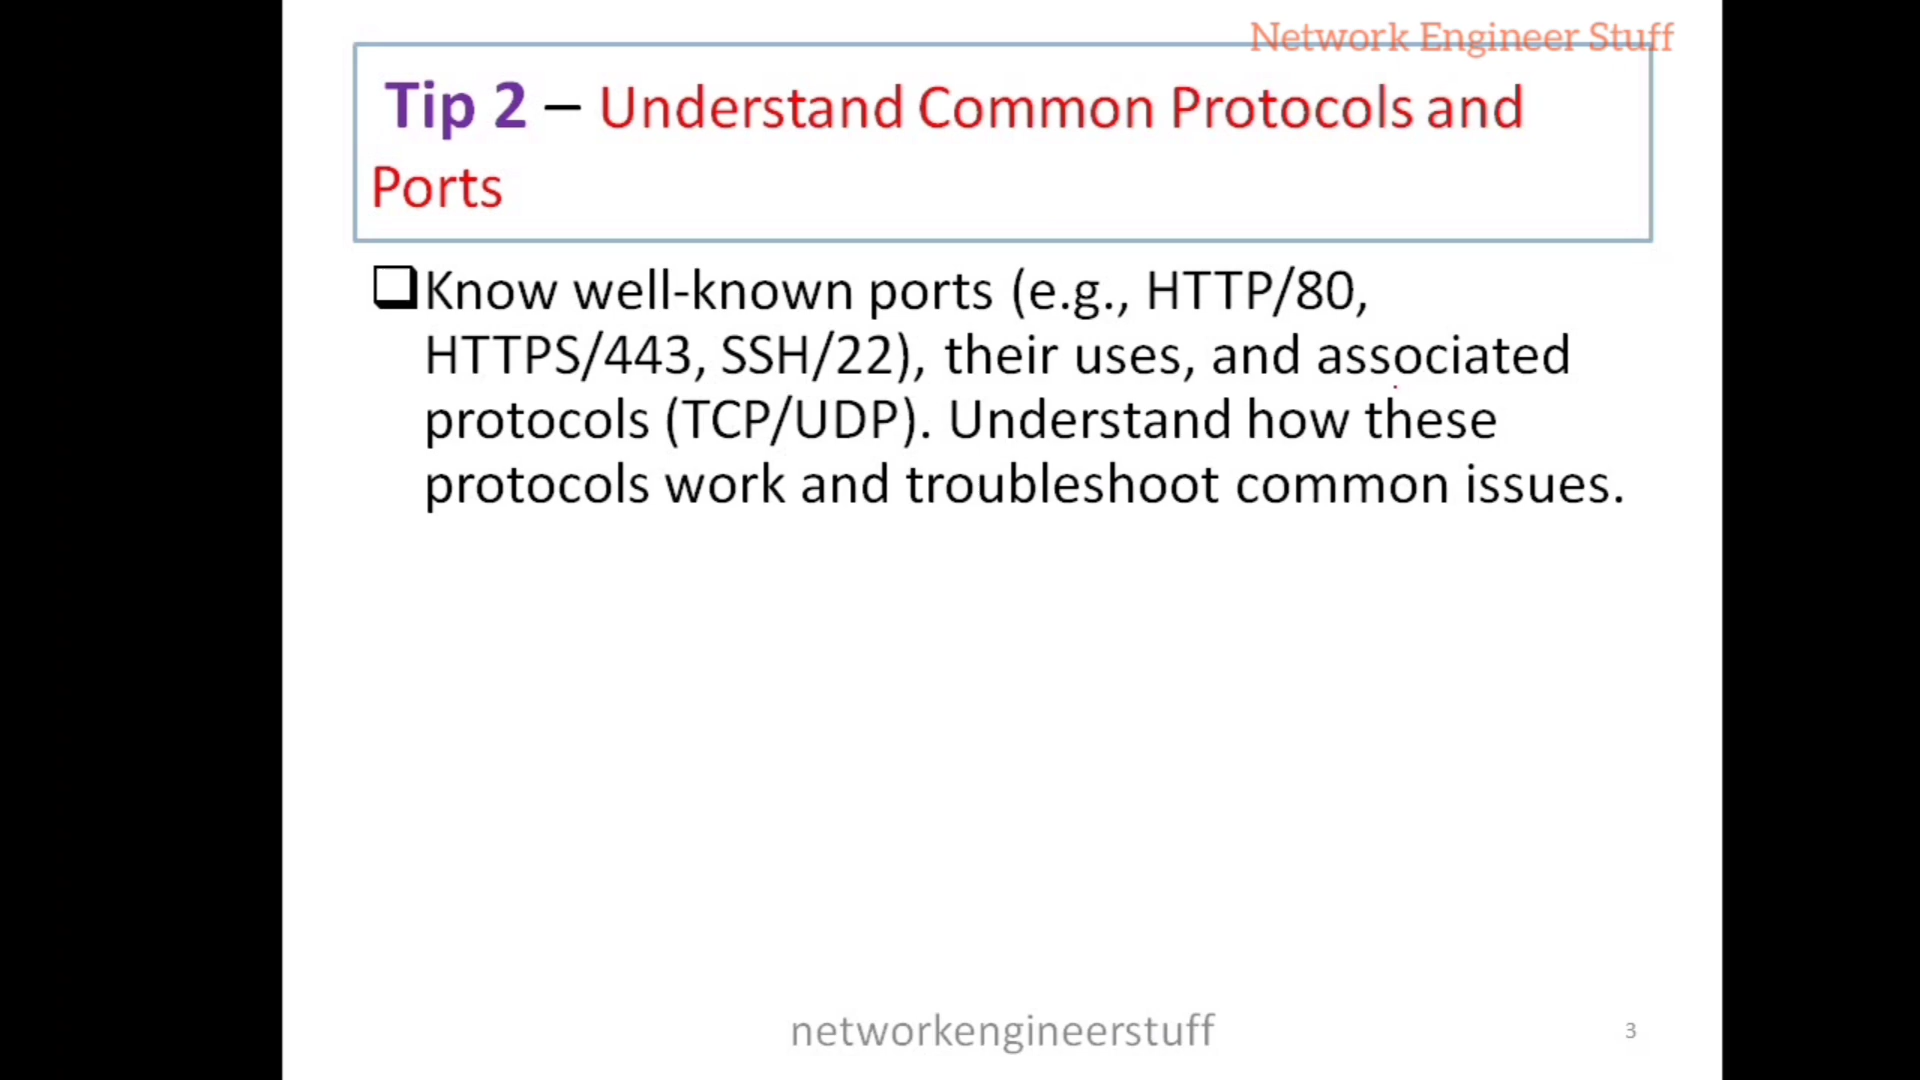 Network Engineer Stuff
Tip 2 – Understand Common Protocols and
Ports
Know well-known ports (e.g., HTTP/80,
HTTPS/443, SSH/22), their uses, and associated
protocols (TCP/UDP). Understand how these
protocols work and troubleshoot common issues.
networkengineerstuff
3